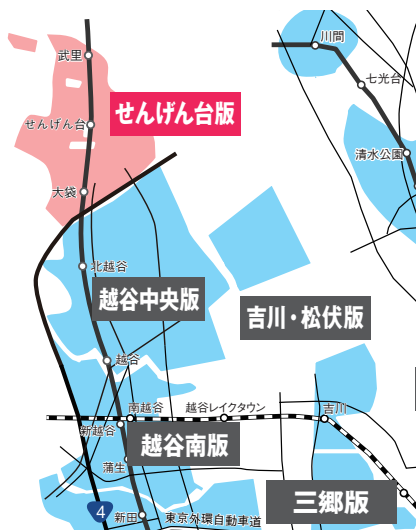 川間
武里
七光台
せんげん台版
せんげん台
清水公園
大袋
北越谷
越谷中央版
吉川・松伏版
越谷
南越谷
越谷レイクタウン
吉川
新越谷
越谷南版
蒲生
三郷版
4
新田
東京外環自動車道